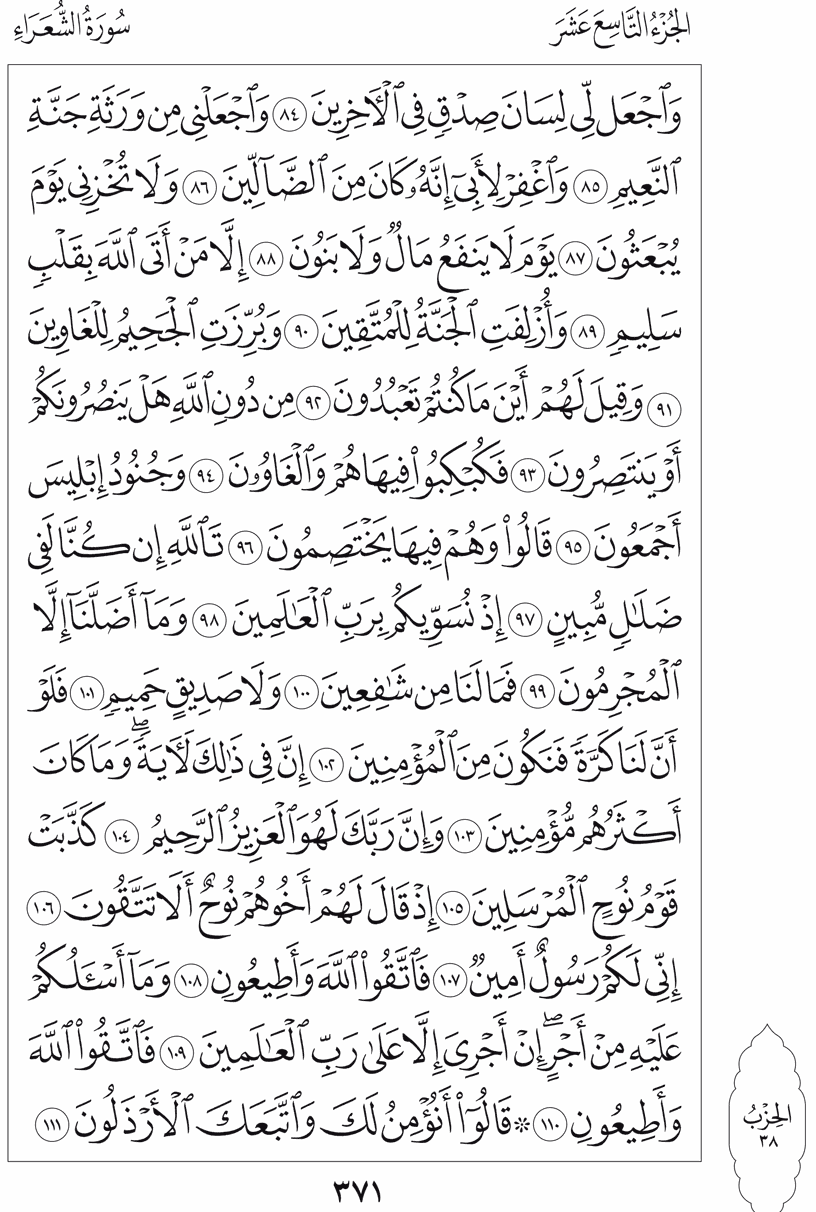 الجُزْءُ التَّاسِعَ عَشَرَ
سُورَةُ الشُّعَرَاءِ
وَٱجْعَل لِّي لِسَانَ صِدْقٖ فِي ٱلْأٓخِرِينَ ٨٤ وَٱجْعَلْنِي مِن وَرَثَةِ جَنَّةِ
ٱلنَّعِيمِ ٨٥ وَٱغْفِرْ لِأَبِيٓ إِنَّهُۥ كَانَ مِنَ ٱلضَّآلِّينَ ٨٦ وَلَا تُخْزِنِي يَوْمَ
يُبْعَثُونَ ٨٧ يَوْمَ لَا يَنفَعُ مَالٞ وَلَا بَنُونَ ٨٨ إِلَّا مَنْ أَتَى ٱللَّهَ بِقَلْبٖ
سَلِيمٖ ٨٩ وَأُزْلِفَتِ ٱلْجَنَّةُ لِلْمُتَّقِينَ ٩٠ وَبُرِّزَتِ ٱلْجَحِيمُ لِلْغَاوِينَ
٩١ وَقِيلَ لَهُمْ أَيْنَ مَا كُنتُمْ تَعْبُدُونَ ٩٢ مِن دُونِ ٱللَّهِ هَلْ يَنصُرُونَكُمْ
أَوْ يَنتَصِرُونَ ٩٣ فَكُبْكِبُوا۟ فِيهَا هُمْ وَٱلْغَاوُۥنَ ٩٤ وَجُنُودُ إِبْلِيسَ
أَجْمَعُونَ ٩٥ قَالُوا۟ وَهُمْ فِيهَا يَخْتَصِمُونَ ٩٦ تَٱللَّهِ إِن كُنَّا لَفِي
ضَلَٰلٖ مُّبِينٍ ٩٧ إِذْ نُسَوِّيكُم بِرَبِّ ٱلْعَٰلَمِينَ ٩٨ وَمَآ أَضَلَّنَآ إِلَّا
ٱلْمُجْرِمُونَ ٩٩ فَمَا لَنَا مِن شَٰفِعِينَ ١٠٠ وَلَا صَدِيقٍ حَمِيمٖ ١٠١ فَلَوْ
أَنَّ لَنَا كَرَّةٗ فَنَكُونَ مِنَ ٱلْمُؤْمِنِينَ ١٠٢ إِنَّ فِي ذَٰلِكَ لَأٓيَةٗۖ وَمَا كَانَ
أَكْثَرُهُم مُّؤْمِنِينَ ١٠٣ وَإِنَّ رَبَّكَ لَهُوَ ٱلْعَزِيزُ ٱلرَّحِيمُ ١٠٤ كَذَّبَتْ
قَوْمُ نُوحٍ ٱلْمُرْسَلِينَ ١٠٥ إِذْ قَالَ لَهُمْ أَخُوهُمْ نُوحٌ أَلَا تَتَّقُونَ ١٠٦
إِنِّي لَكُمْ رَسُولٌ أَمِينٞ ١٠٧ فَٱتَّقُوا۟ ٱللَّهَ وَأَطِيعُونِ ١٠٨ وَمَآ أَسْـَٔلُكُمْ
عَلَيْهِ مِنْ أَجْرٍۖ إِنْ أَجْرِيَ إِلَّا عَلَىٰ رَبِّ ٱلْعَٰلَمِينَ ١٠٩ فَٱتَّقُوا۟ ٱللَّهَ
وَأَطِيعُونِ ١١٠ ۞ قَالُوٓا۟ أَنُؤْمِنُ لَكَ وَٱتَّبَعَكَ ٱلْأَرْذَلُونَ ١١١
الحِزْبُ
٣٨
٣٧١